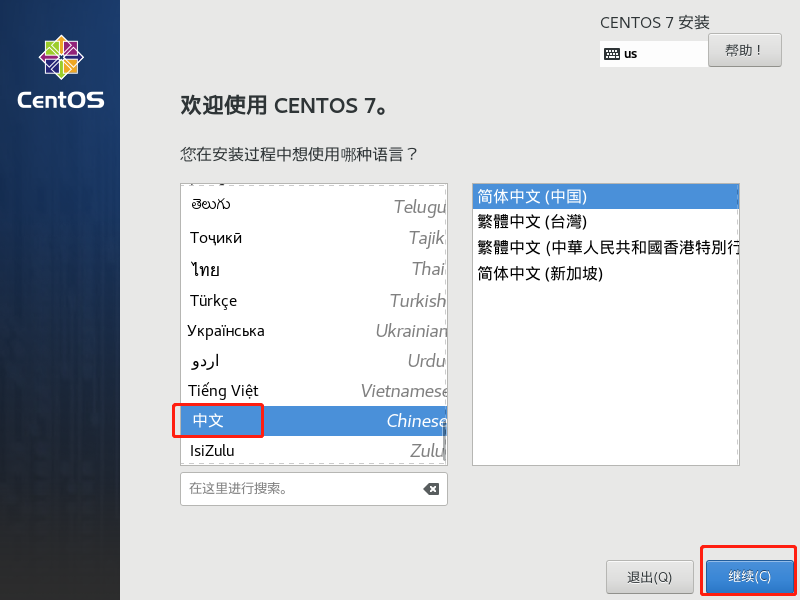 CentOS
CENTOS 7 安装
us
帮助！
欢迎使用 CENTOS 7。
您在安装过程中想使用哪种语言？
తెలుగు Telugu
Тоҷикӣ Tajik
ไทย Thai
Türkçe Turkish
Українська Ukrainian
اردو Urdu
Tiếng Việt Vietnamese
中文 Chinese
IsiZulu Zulu
在这里进行搜索。
简体中文 (中国)
繁體中文 (台灣)
繁體中文 (中華人民共和國香港特別行
简体中文 (新加坡)
退出(Q)
继续(C)